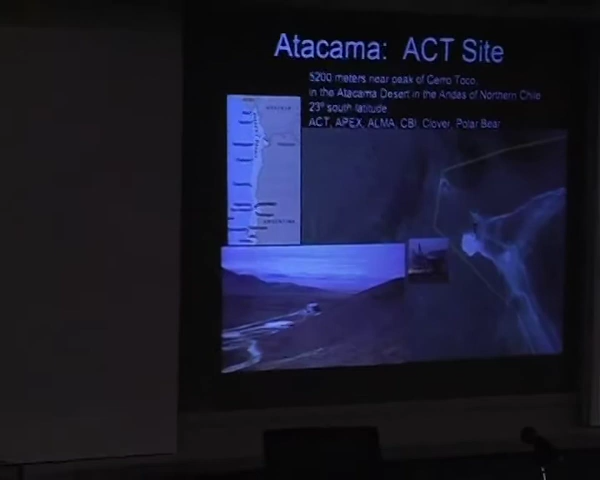 Atacama: ACT Site
5200 meters near peak of Cerro Toco,
in the Atacama Desert in the Andes of Northern Chile
23° south latitude
ACT, APEX, ALMA, CBI, Clover, Polar Bear
ARGENTINA